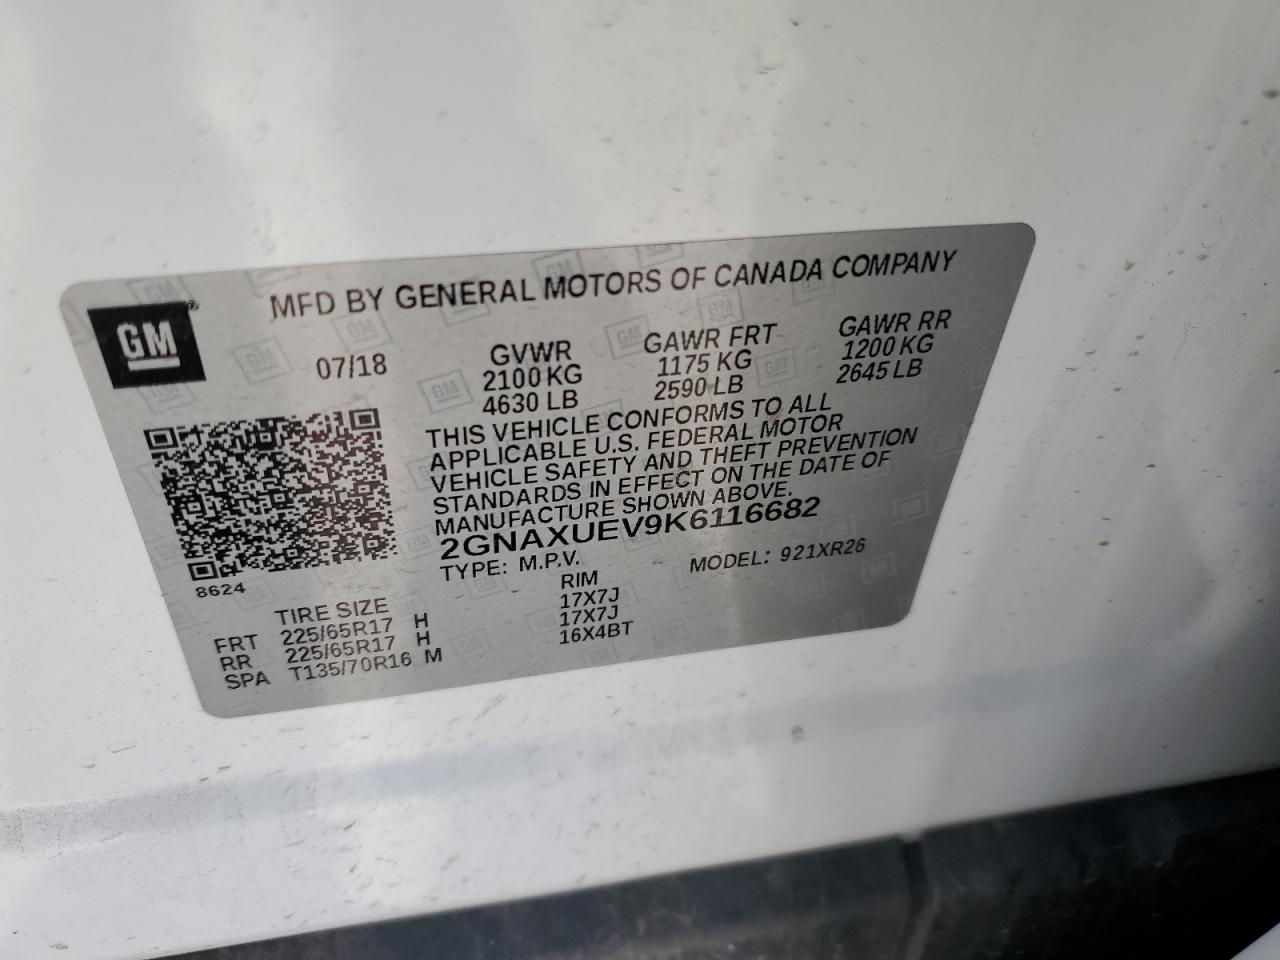 MFD BY GENERAL MOTORS OF CANADA COMPANY
GM®
07/18
GVWR GAWR FRT GAWR RR
2100 KG 1175 KG 1200 KG
4630 LB 2590 LB 2645 LB
THIS VEHICLE CONFORMS TO ALL
APPLICABLE U.S. FEDERAL MOTOR
VEHICLE SAFETY AND THEFT PREVENTION
STANDARDS IN EFFECT ON THE DATE OF
MANUFACTURE SHOWN ABOVE.
2GNAXUEV9K6116682
TYPE: M.P.V. MODEL: 921XR26
8624
TIRE SIZE RIM
FRT 225/65R17 H 17X7J
RR 225/65R17 H 17X7J
SPA T135/70R16 M 16X4BT